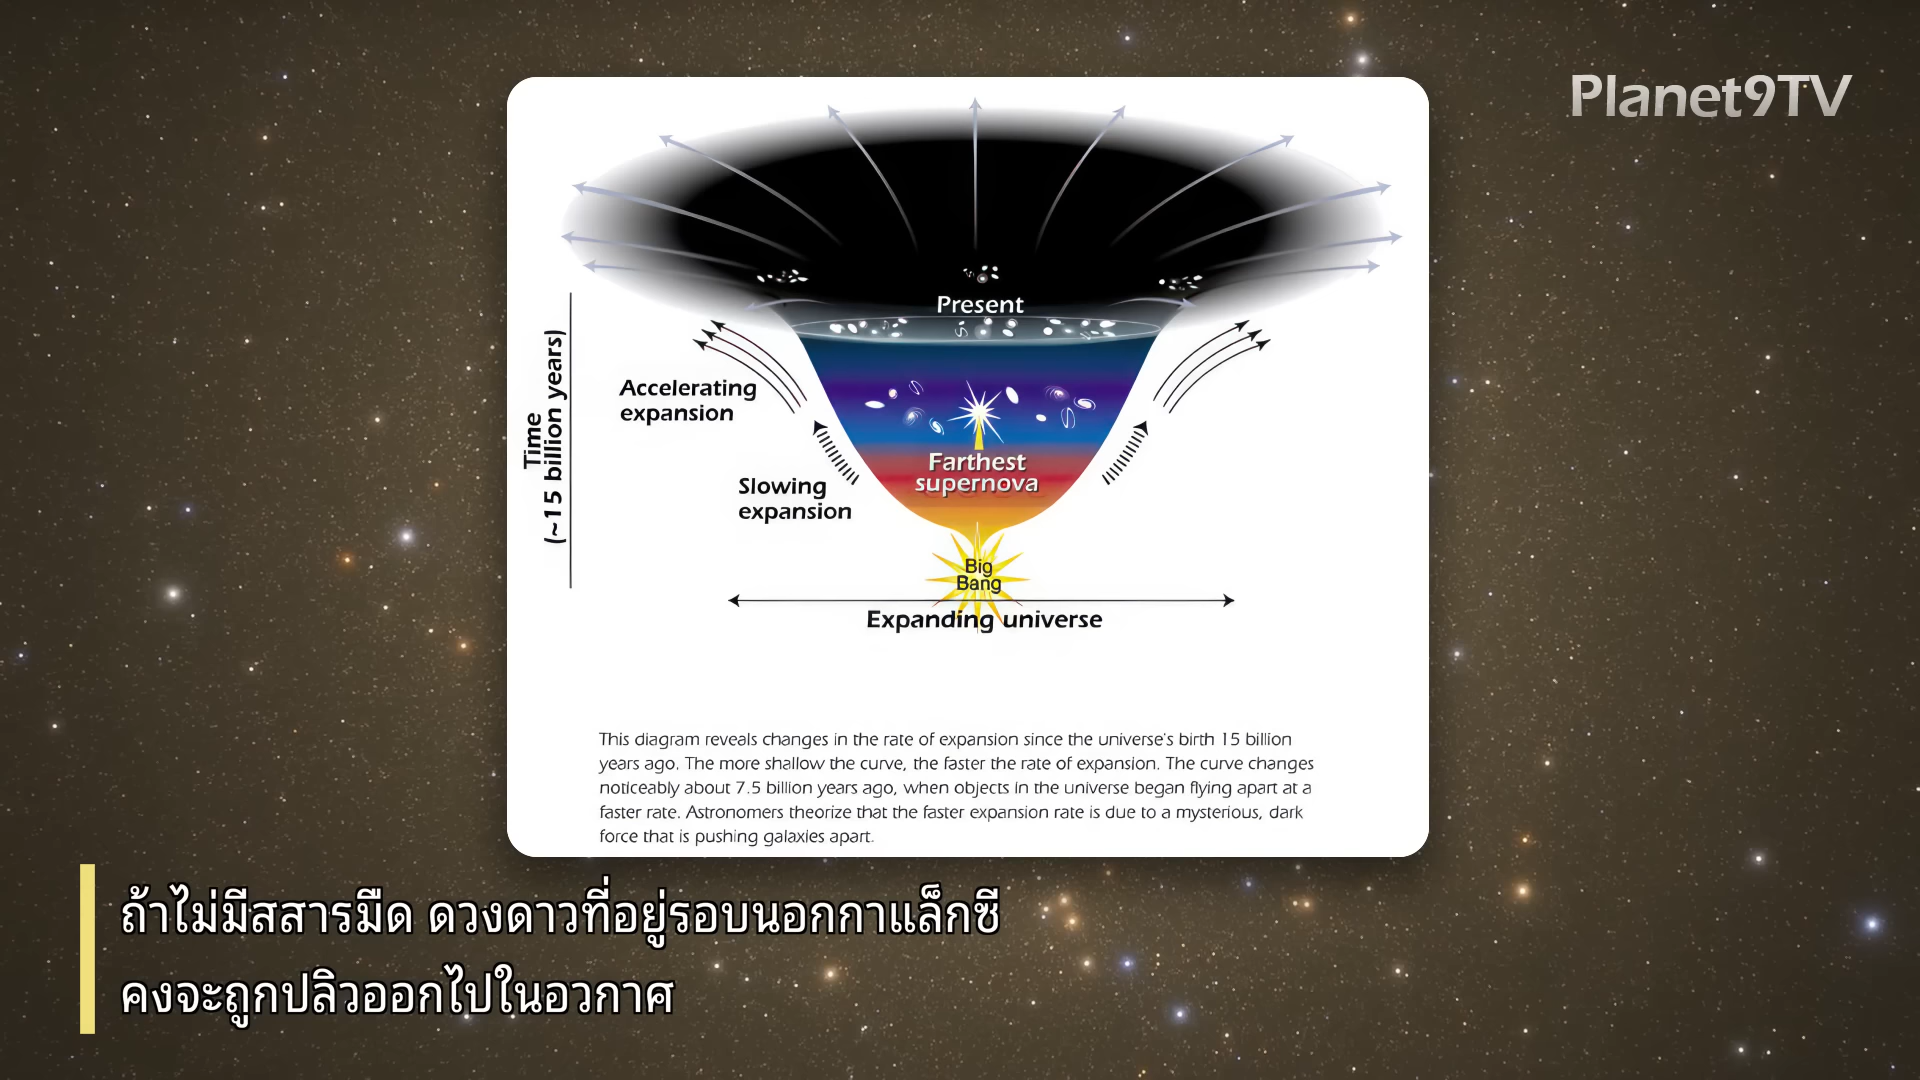 Planet9TV
Present
Accelerating
expansion
Time
(~15 billion years)
Farthest
supernova
Slowing
expansion
Big
Bang
Expanding universe
This diagram reveals changes in the rate of expansion since the universe's birth 15 billion
years ago. The more shallow the curve, the faster the rate of expansion. The curve changes
noticeably about 7.5 billion years ago, when objects in the universe began flying apart at a
faster rate. Astronomers theorize that the faster expansion rate is due to a mysterious, dark
force that is pushing galaxies apart.
ถ้าไม่มีสสารมืด ดวงดาวที่อยู่รอบนอกกาแล็กซี
คงจะถูกปลิวออกไปในอวกาศ